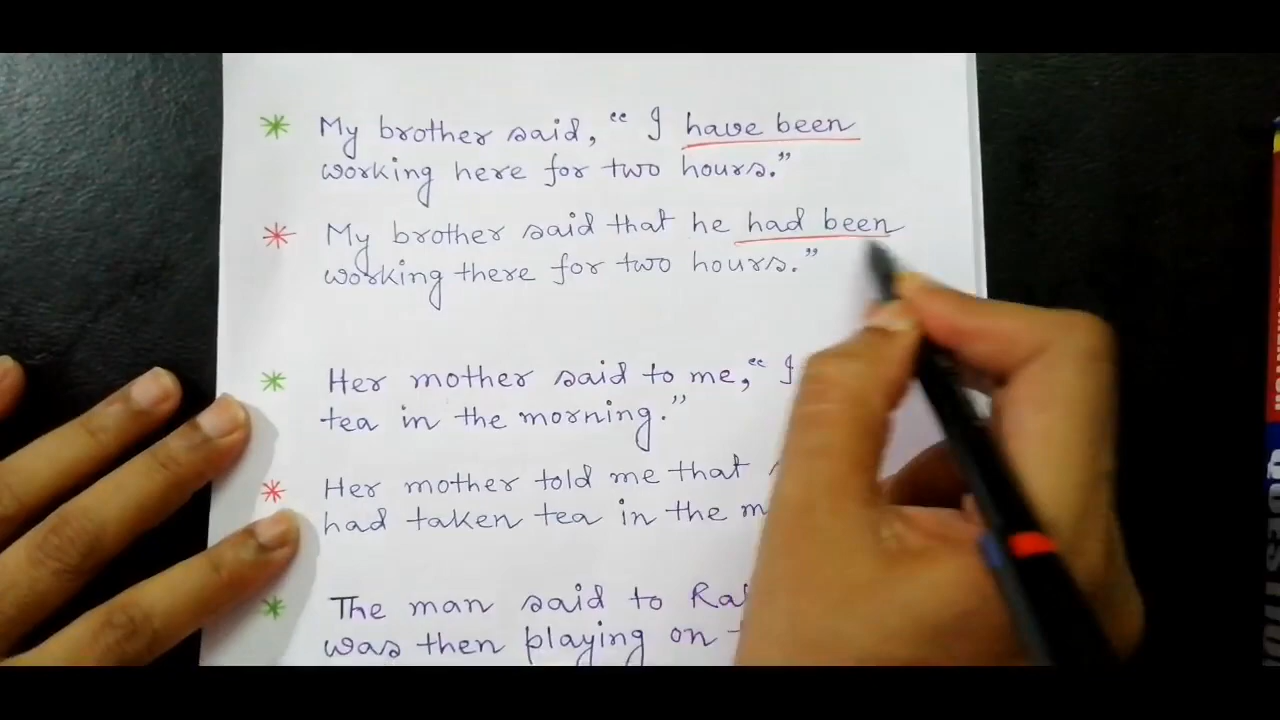 My brother said, “ I have been
working here for two hours.”
My brother said that he had been
working there for two hours.”
Her mother said to me, “ I
tea in the morning.”
Her mother told me that
had taken tea in the
The man said to
was then playing on